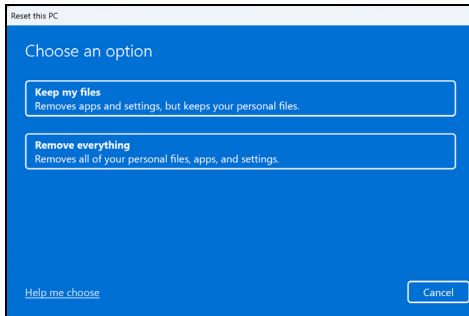 Reset this PC
Choose an option
Keep my files
Removes apps and settings, but keeps your personal files.
Remove everything
Removes all of your personal files, apps, and settings.
Help me choose
Cancel